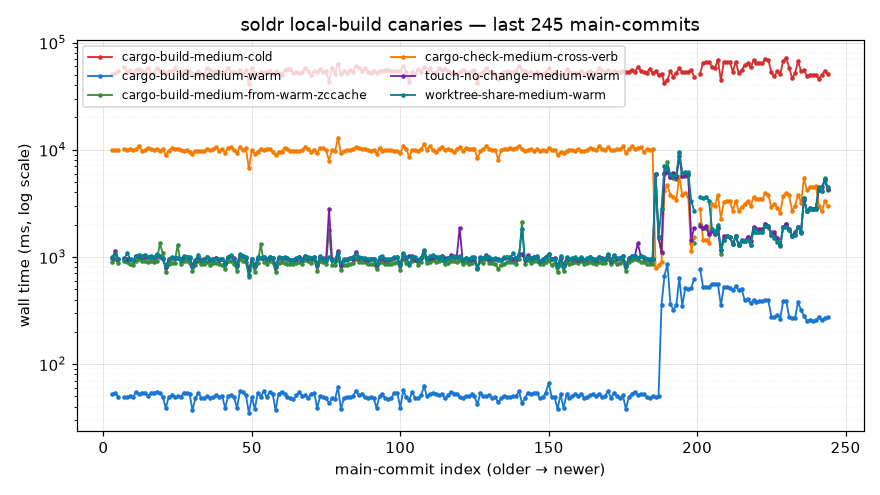 soldr local-build canaries — last 245 main-commits
cargo-build-medium-cold
cargo-build-medium-warm
cargo-build-medium-from-warm-zccache
cargo-check-medium-cross-verb
touch-no-change-medium-warm
worktree-share-medium-warm
wall time (ms, log scale)
10^5
10^4
10^3
10^2
0 50 100 150 200 250
main-commit index (older → newer)